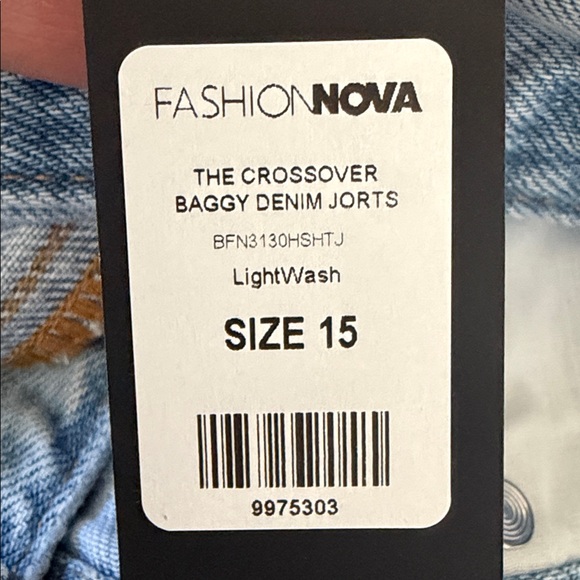 FASHIONNOVA
THE CROSSOVER
BAGGY DENIM JORTS
BFN3130HSHTJ
LightWash
SIZE 15
9975303